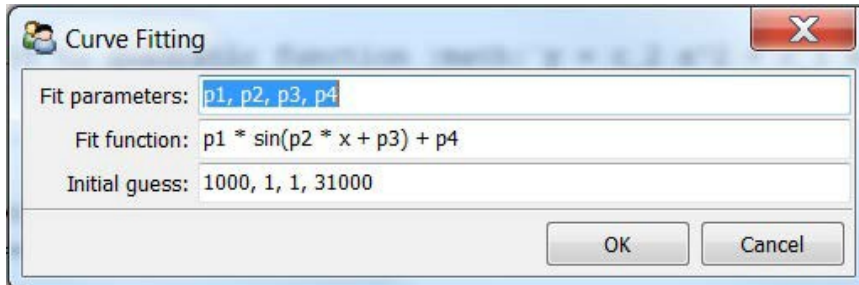 Curve Fitting
Fit parameters: p1, p2, p3, p4
Fit function: p1 * sin(p2 * x + p3) + p4
Initial guess: 1000, 1, 1, 31000
OK Cancel